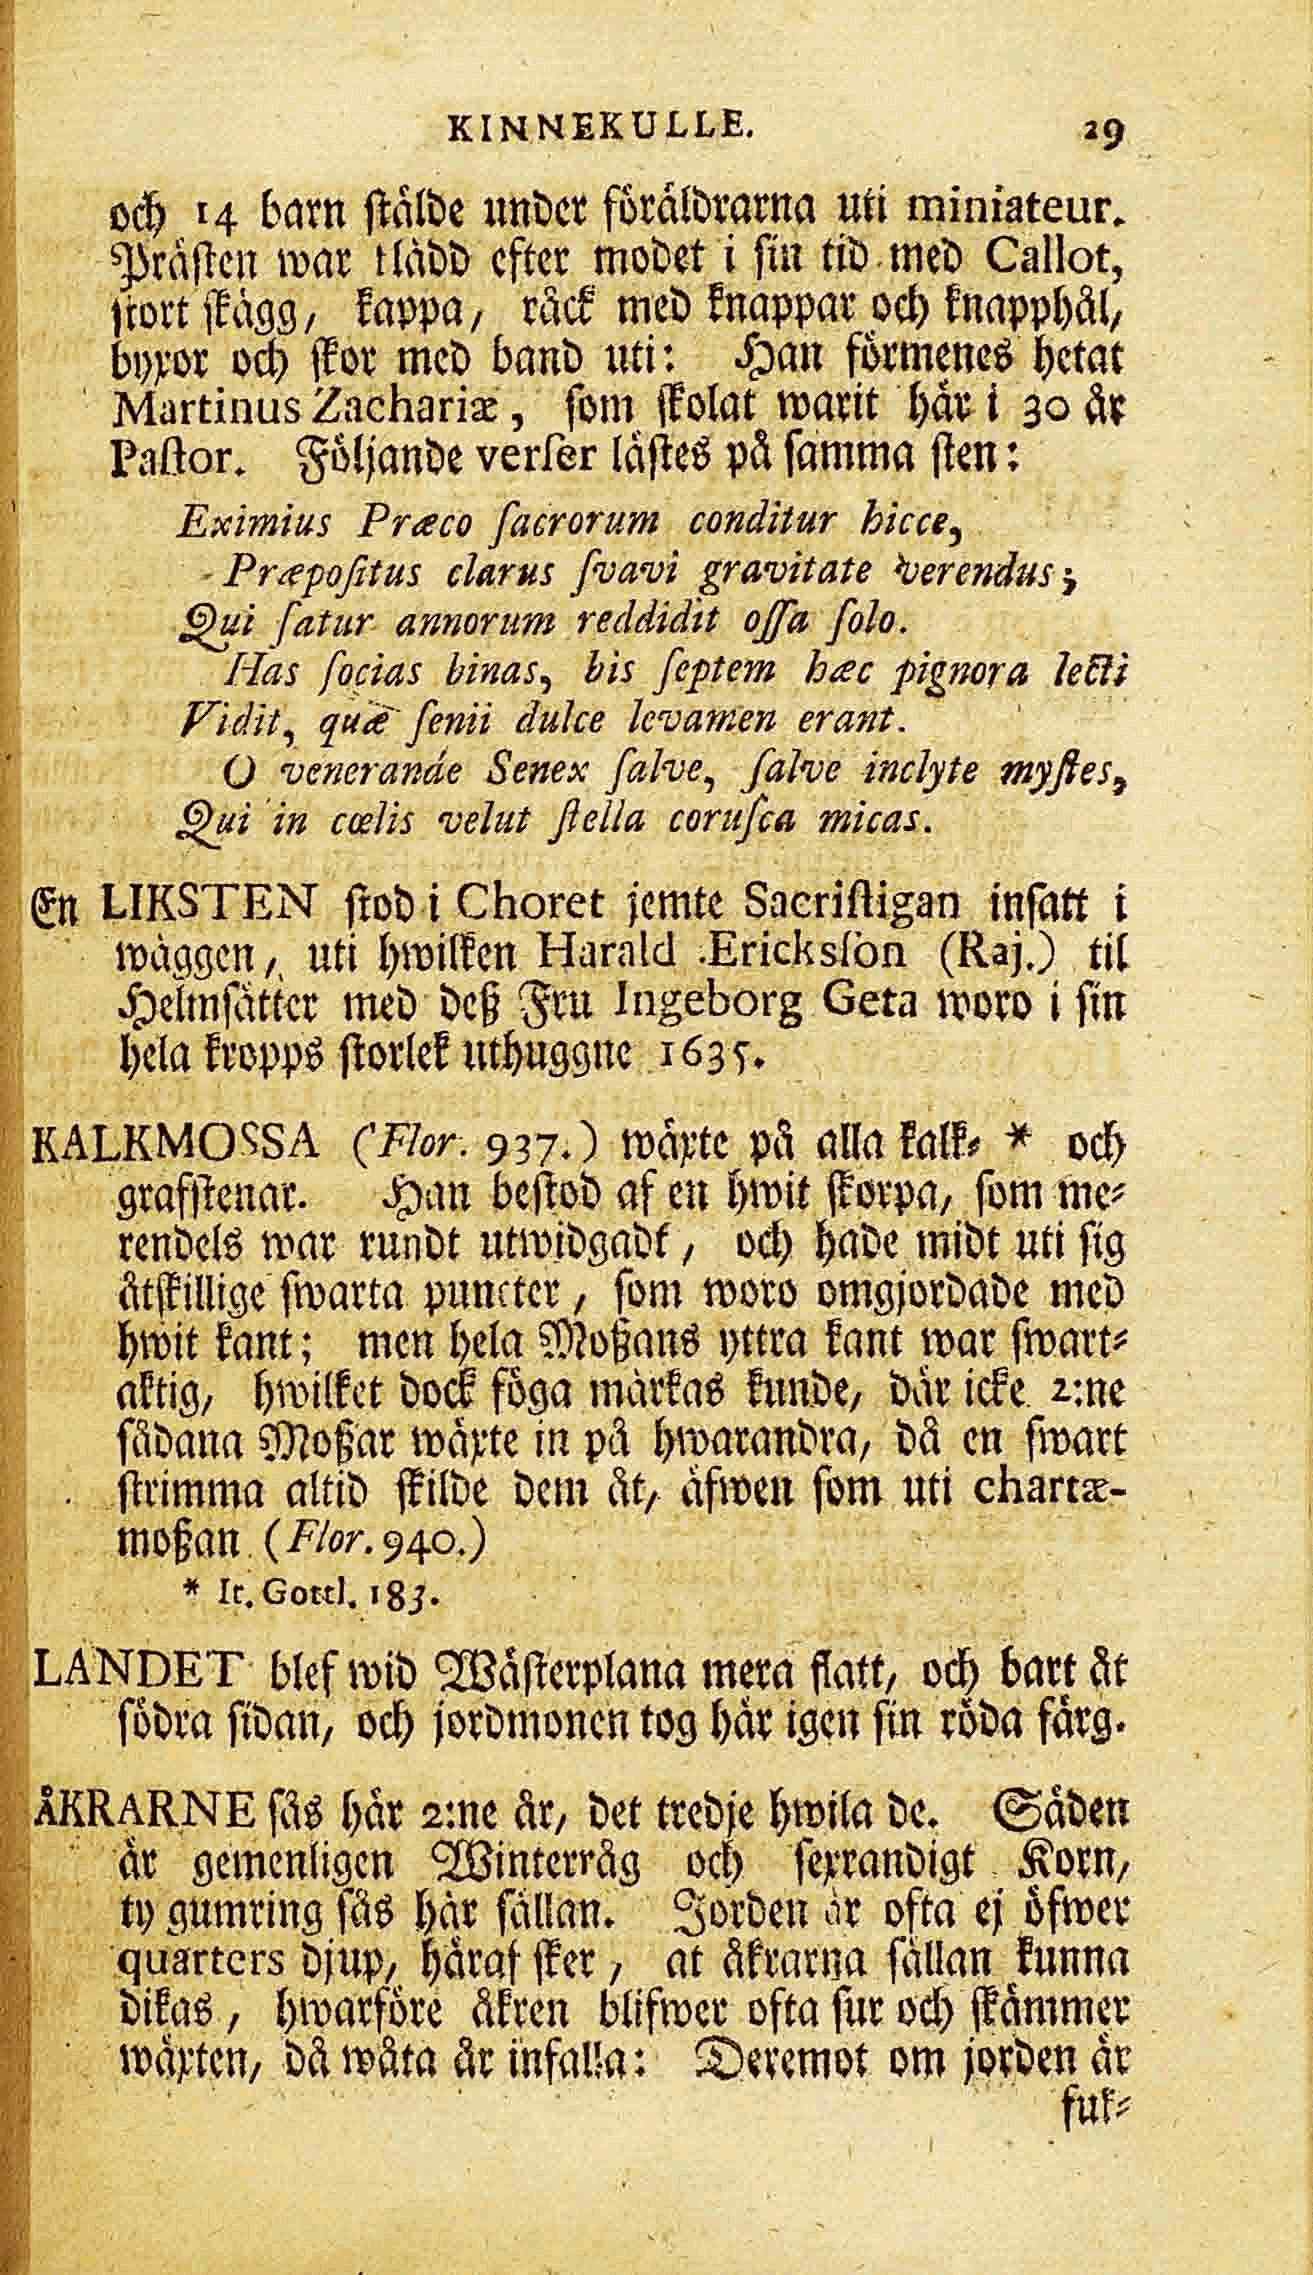 KINNEKULLE. 29
och 14 barn stälde under föräldrarna uti miniateur.
Prästen war klädd efter modet i sin tid med Callot,
stort skägg, kappa, råck med knappar och knapphål,
byxor och skor med band uti: Han förmenes hetat
Martinus Zachariæ, som skolat warit här i 30 år
Pastor. Följande verser lästes på samma sten:
Eximius Præco ſacrorum conditur hicce,
Præpoſitus clarus ſvavi gravitate verendus;
Qui ſatur annorum reddidit oſſa ſolo.
Has ſocias binas, bis ſeptem hæc pignora lecti
Vidit, quæ ſenii dulce levamen erant.
O venerande Senex ſalve, ſalve inclyte myſtes,
Qui in cœlis velut ſtella coruſca micas.
En LIKSTEN stod i Choret jemte Sacristigan insatt i
wäggen, uti hwilken Harald Ericksſon (Raj.) til
Helmsätter med deß Fru Ingeborg Geta woro i sin
hela kropps storlek uthuggne 1635.
KALKMOSSA (Flor. 937.) wäxte på alla kalk- * och
grafstenar. Han bestod af en hwit skorpa, som me-
rendels war rundt utwidgadt, och hade midt uti sig
åtskillige swarta puncter, som woro omgjordade med
hwit kant; men hela Moßans yttra kant war swart-
aktig, hwilket dock föga märkas kunde, där icke 2:ne
sådana Moßar wäxte in på hwarandra, då en swart
strimma altid skilde dem åt, äfwen som uti chartæ-
moßan (Flor. 940.)
* It. Gottl. 183.
LANDET blef wid Wästerplana mera flatt, och bart åt
södra sidan, och jordmonen tog här igen sin röda färg.
ÅKRARNE sås här 2:ne år, det tredje hwila de. Säden
är gemenligen Winterråg och sexrandigt Korn,
ty gumring sås här sällan. Jorden är ofta ej öfwer
quarters djup, häraf sker, at åkrarna sällan kunna
dikas, hwarföre åkren blifwer ofta sur och skämmer
wäxten, då wåta år infalla: Deremot om jorden är
fuk-